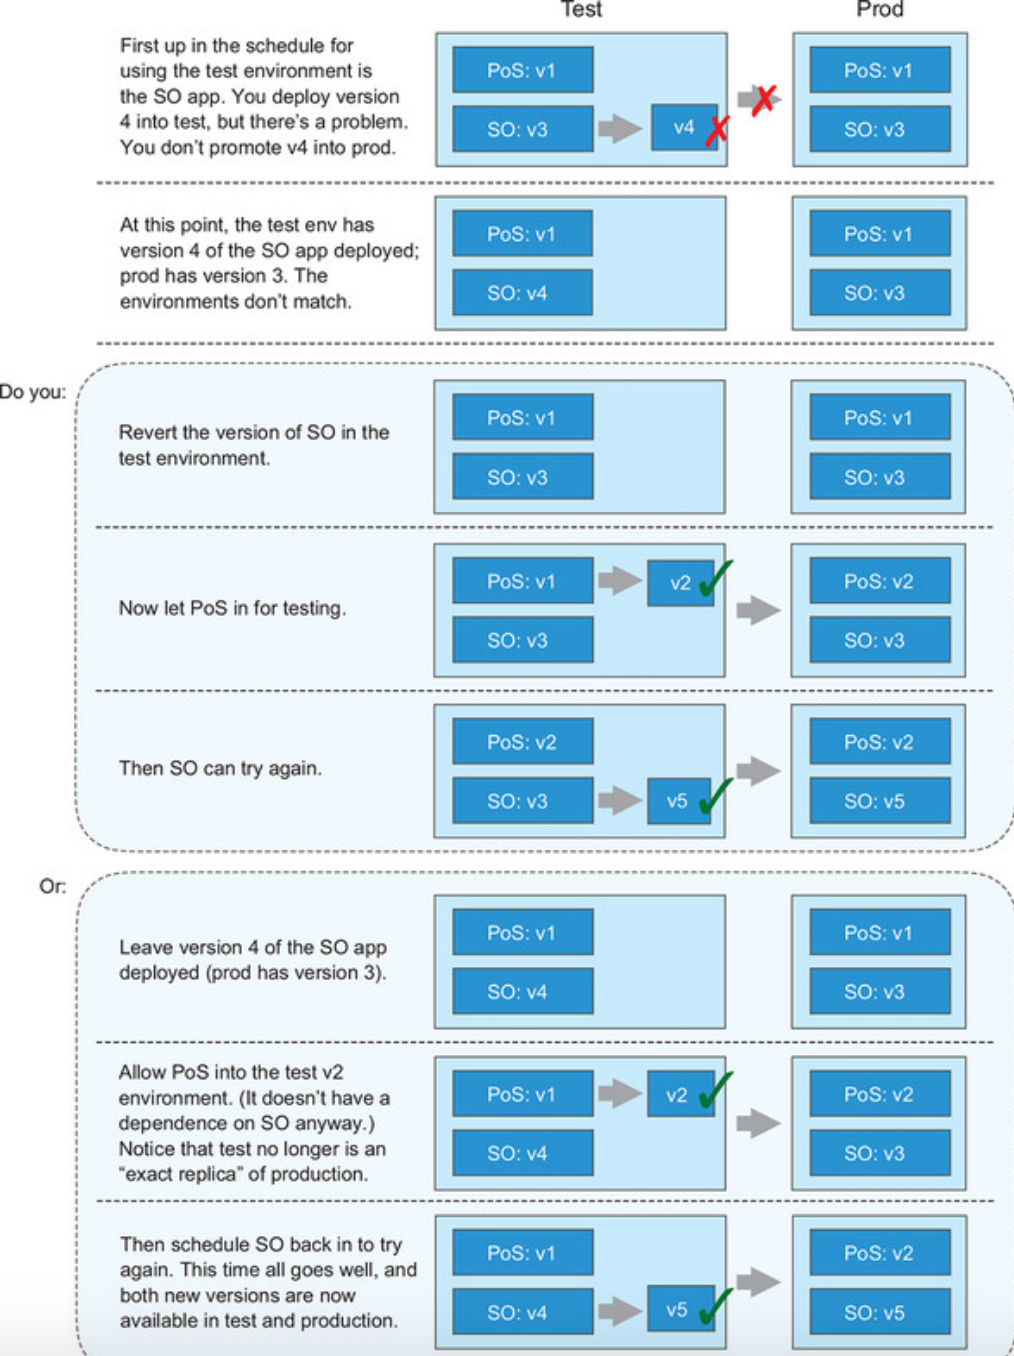 Test
Prod
First up in the schedule for
using the test environment is
the SO app. You deploy version
4 into test, but there's a problem.
You don't promote v4 into prod.
PoS: v1
SO: v3
v4
PoS: v1
SO: v3
At this point, the test env has
version 4 of the SO app deployed;
prod has version 3. The
environments don't match.
PoS: v1
SO: v4
PoS: v1
SO: v3
Do you:
Revert the version of SO in the
test environment.
PoS: v1
SO: v3
PoS: v1
SO: v3
Now let PoS in for testing.
PoS: v1
v2
SO: v3
PoS: v2
SO: v3
Then SO can try again.
PoS: v2
SO: v3
v5
PoS: v2
SO: v5
Or:
Leave version 4 of the SO app
deployed (prod has version 3).
PoS: v1
SO: v4
PoS: v1
SO: v3
Allow PoS into the test v2
environment. (It doesn't have a
dependence on SO anyway.)
Notice that test no longer is an
“exact replica” of production.
PoS: v1
v2
SO: v4
PoS: v2
SO: v3
Then schedule SO back in to try
again. This time all goes well, and
both new versions are now
available in test and production.
PoS: v1
SO: v4
v5
PoS: v2
SO: v5